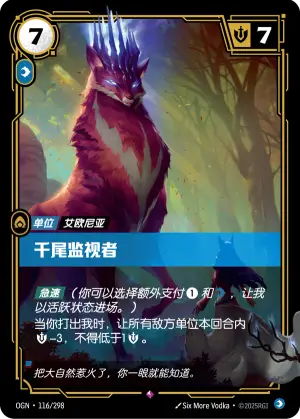 7
7
单位 艾欧尼亚
千尾监视者
急速 (你可以选择额外支付1和 ,让我
以活跃状态进场。)
当你打出我时,让所有敌方单位本回合内
-3,不得低于1 。
把大自然惹火了,你一眼就能知道。
OGN • 116/298
Six More Vodka • ©2025RGI